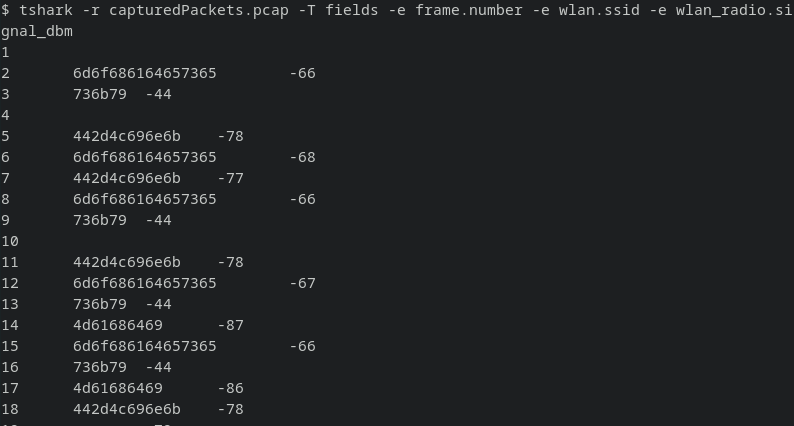 $ tshark -r capturedPackets.pcap -T fields -e frame.number -e wlan.ssid -e wlan_radio.si
gnal_dbm
1
2 6d6f686164657365 -66
3 736b79 -44
4
5 442d4c696e6b -78
6 6d6f686164657365 -68
7 442d4c696e6b -77
8 6d6f686164657365 -66
9 736b79 -44
10
11 442d4c696e6b -78
12 6d6f686164657365 -67
13 736b79 -44
14 4d61686469 -87
15 6d6f686164657365 -66
16 736b79 -44
17 4d61686469 -86
18 442d4c696e6b -78